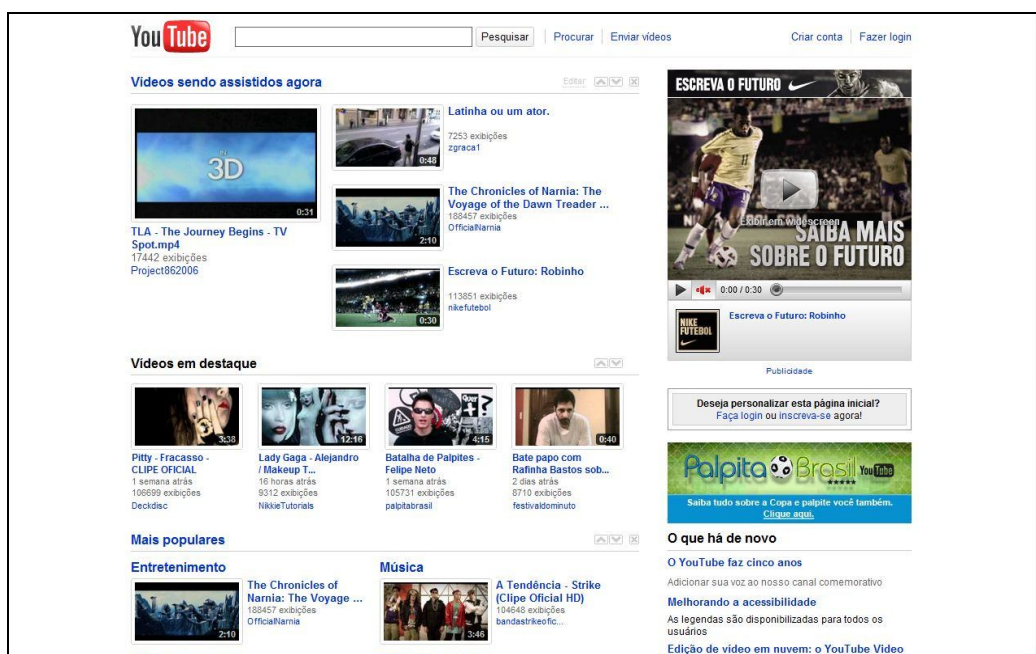 You Tube
Pesquisar
Procurar
Enviar vídeos
Criar conta
Fazer login
Vídeos sendo assistidos agora
Editar
3D
0:31
TLA - The Journey Begins - TV
Spot.mp4
17442 exibições
Project862006
0:48
Latinha ou um ator.
7253 exibições
zgraca1
2:10
The Chronicles of Narnia: The
Voyage of the Dawn Treader ...
188457 exibições
OfficialNarnia
0:30
Escreva o Futuro: Robinho
113851 exibições
nikefutebol
ESCREVA O FUTURO
11
Exibir em widescreen
SAIBA MAIS
SOBRE O FUTURO
0:00 / 0:30
NIKE
FUTEBOL
Escreva o Futuro: Robinho
Publicidade
Vídeos em destaque
3:38
Pitty - Fracasso -
CLIPE OFICIAL
1 semana atrás
106699 exibições
Deckdisc
12:16
Lady Gaga - Alejandro
/ Makeup T...
16 horas atrás
9312 exibições
NikkieTutorials
Quer
+?
4:15
Batalha de Palpites -
Felipe Neto
1 semana atrás
105731 exibições
palpitabrasil
0:40
Bate papo com
Rafinha Bastos sob...
2 dias atrás
8710 exibições
festivaldominuto
Deseja personalizar esta página inicial?
Faça login ou inscreva-se agora!
Palpita Brasil YouTube
Saiba tudo sobre a Copa e palpite você também.
Clique aqui.
Mais populares
Entretenimento
2:10
The Chronicles of
Narnia: The Voyage ...
188457 exibições
OfficialNarnia
Música
3:46
A Tendência - Strike
(Clipe Oficial HD)
104648 exibições
bandastrikeofic...
O que há de novo
O YouTube faz cinco anos
Adicionar sua voz ao nosso canal comemorativo
Melhorando a acessibilidade
As legendas são disponibilizadas para todos os
usuários
Edição de vídeo em nuvem: o YouTube Video